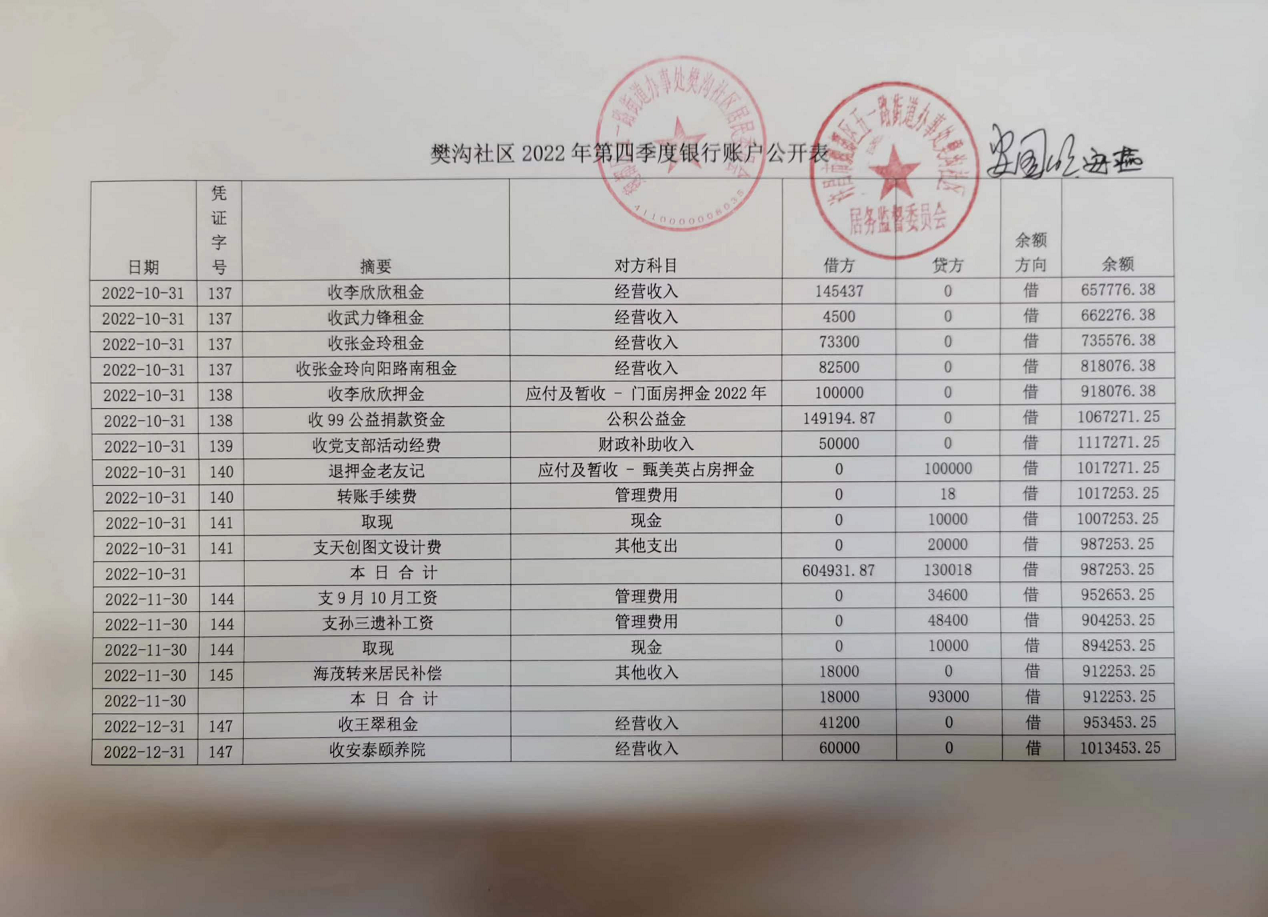 樊沟社区 2022 年第四季度银行账户公开表
4110000008035
居务监督委员会
日期 凭证字号 摘要 对方科目 借方 贷方 余额方向 余额
2022-10-31 137 收李欣欣租金 经营收入 145437 0 借 657776.38
2022-10-31 137 收武力锋租金 经营收入 4500 0 借 662276.38
2022-10-31 137 收张金玲租金 经营收入 73300 0 借 735576.38
2022-10-31 137 收张金玲向阳路南租金 经营收入 82500 0 借 818076.38
2022-10-31 138 收李欣欣押金 应付及暂收 - 门面房押金 2022 年 100000 0 借 918076.38
2022-10-31 138 收 99 公益捐款资金 公积公益金 149194.87 0 借 1067271.25
2022-10-31 139 收党支部活动经费 财政补助收入 50000 0 借 1117271.25
2022-10-31 140 退押金老友记 应付及暂收 - 甄美英占房押金 0 100000 借 1017271.25
2022-10-31 140 转账手续费 管理费用 0 18 借 1017253.25
2022-10-31 141 取现 现金 0 10000 借 1007253.25
2022-10-31 141 支天创图文设计费 其他支出 0 20000 借 987253.25
2022-10-31 本 日 合 计 604931.87 130018 借 987253.25
2022-11-30 144 支 9 月 10 月工资 管理费用 0 34600 借 952653.25
2022-11-30 144 支孙三遗补工资 管理费用 0 48400 借 904253.25
2022-11-30 144 取现 现金 0 10000 借 894253.25
2022-11-30 145 海茂转来居民补偿 其他收入 18000 0 借 912253.25
2022-11-30 本 日 合 计 18000 93000 借 912253.25
2022-12-31 147 收王翠租金 经营收入 41200 0 借 953453.25
2022-12-31 147 收安泰颐养院 经营收入 60000 0 借 1013453.25